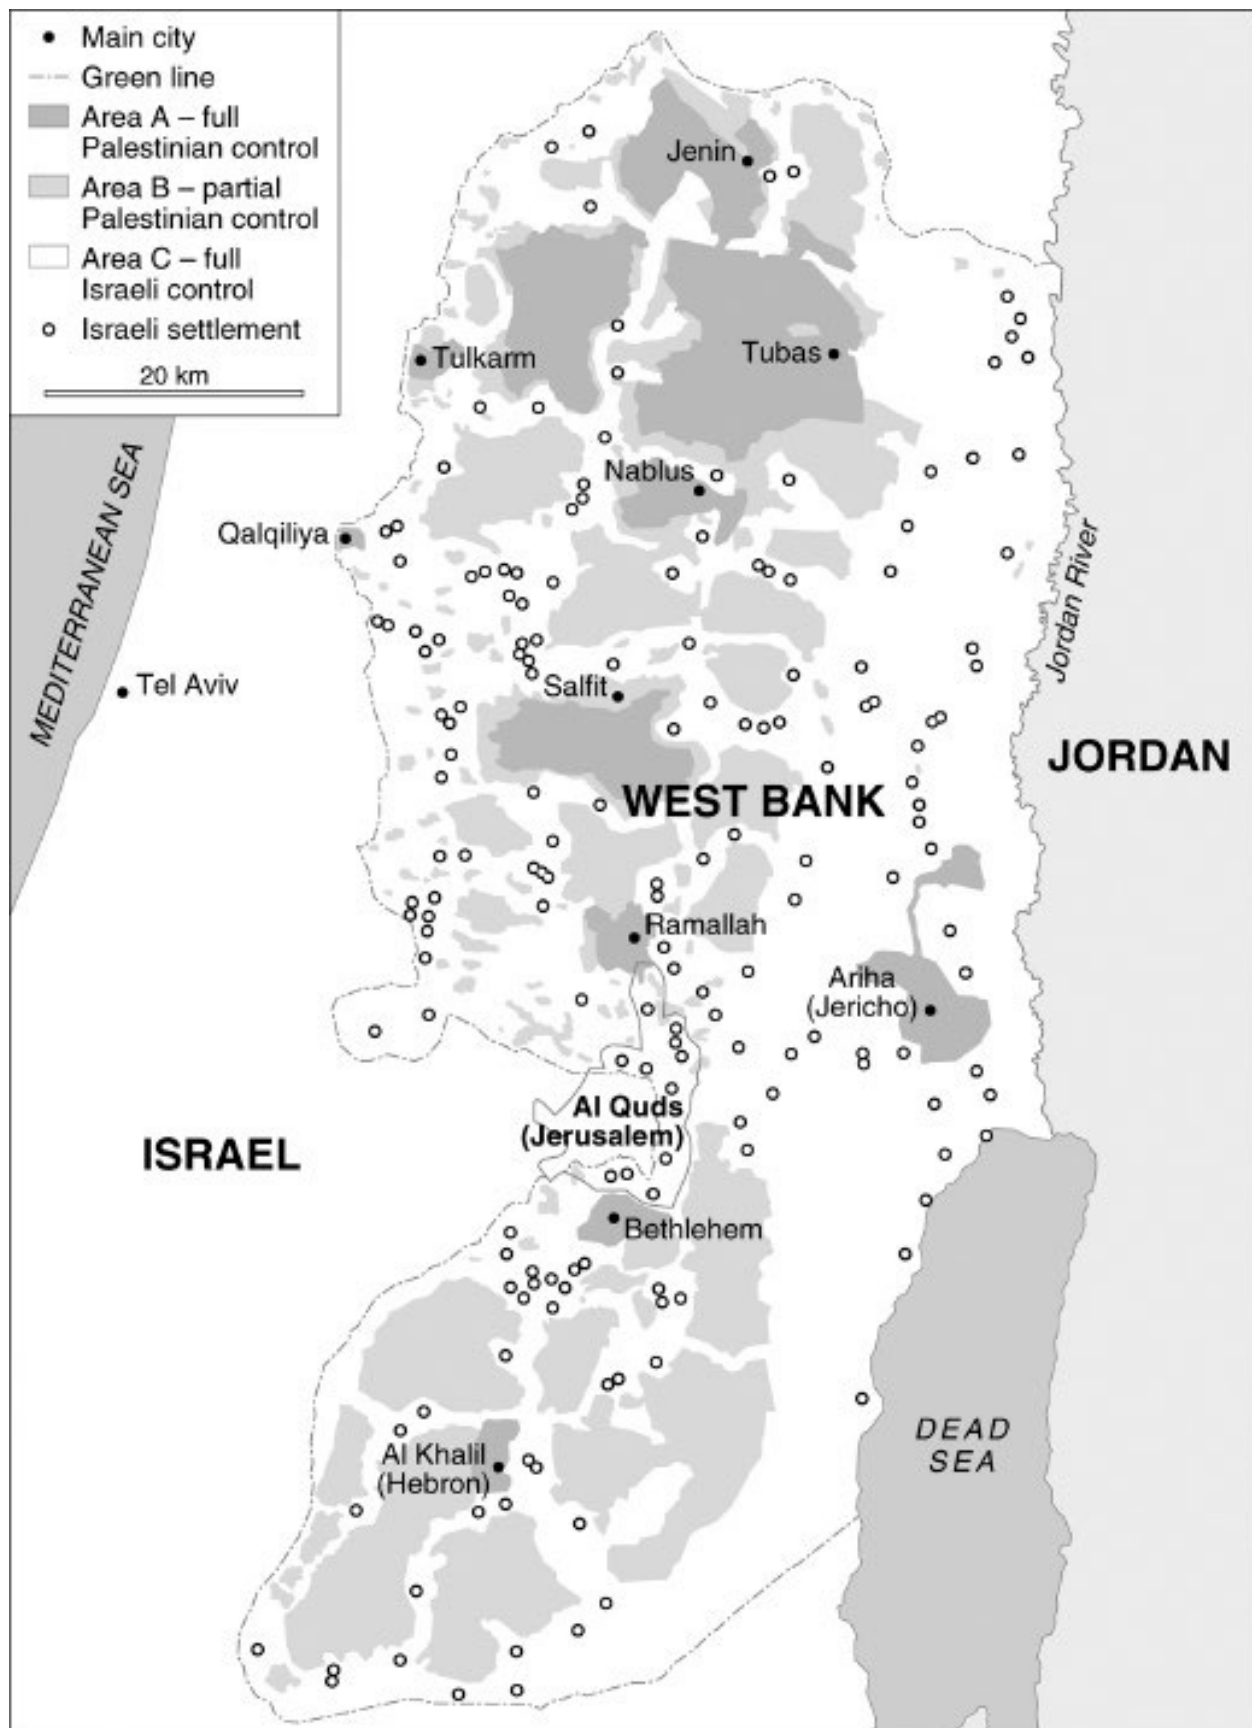 Main city
Green line
Area A – full
Palestinian control
Area B – partial
Palestinian control
Area C – full
Israeli control
Israeli settlement
20 km
Jenin
Tulkarm
Tubas
MEDITERRANEAN SEA
Nablus
Qalqiliya
Jordan River
Tel Aviv
Salfit
JORDAN
WEST BANK
Ramallah
Ariha
(Jericho)
Al Quds
(Jerusalem)
ISRAEL
Bethlehem
DEAD
SEA
Al Khalil
(Hebron)